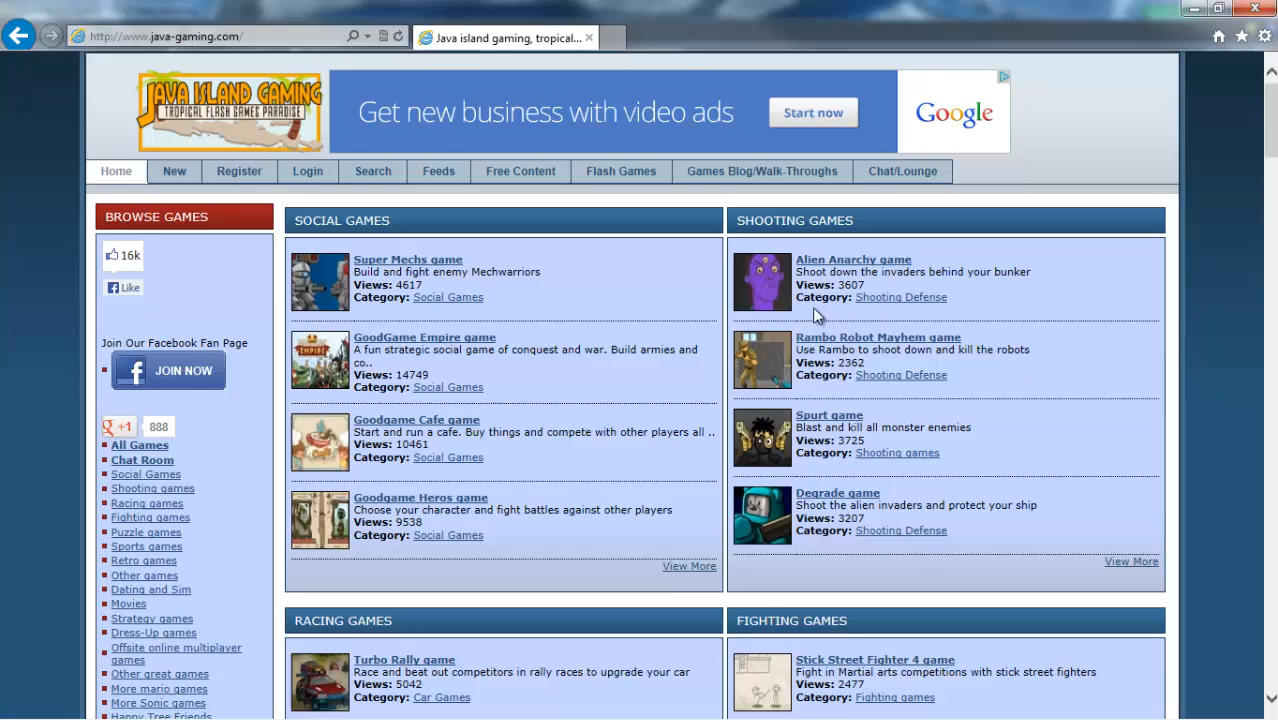 http://www.java-gaming.com/
Java island gaming, tropical...
JAVA ISLAND GAMING
TROPICAL FLASH GAMES PARADISE
Get new business with video ads
Start now
Google
Home
New
Register
Login
Search
Feeds
Free Content
Flash Games
Games Blog/Walk-Throughs
Chat/Lounge
BROWSE GAMES
16k
Like
Join Our Facebook Fan Page
JOIN NOW
+1
888
All Games
Chat Room
Social Games
Shooting games
Racing games
Fighting games
Puzzle games
Sports games
Retro games
Other games
Dating and Sim
Movies
Strategy games
Dress-Up games
Offsite online multiplayer
games
Other great games
More mario games
More Sonic games
Happy Tree Friends
SOCIAL GAMES
Super Mechs game
Build and fight enemy Mechwarriors
Views: 4617
Category: Social Games
GoodGame Empire game
A fun strategic social game of conquest and war. Build armies and
co..
Views: 14749
Category: Social Games
Goodgame Cafe game
Start and run a cafe. Buy things and compete with other players all ..
Views: 10461
Category: Social Games
Goodgame Heros game
Choose your character and fight battles against other players
Views: 9538
Category: Social Games
View More
SHOOTING GAMES
Alien Anarchy game
Shoot down the invaders behind your bunker
Views: 3607
Category: Shooting Defense
Rambo Robot Mayhem game
Use Rambo to shoot down and kill the robots
Views: 2362
Category: Shooting Defense
Spurt game
Blast and kill all monster enemies
Views: 3725
Category: Shooting games
Degrade game
Shoot the alien invaders and protect your ship
Views: 3207
Category: Shooting Defense
View More
RACING GAMES
Turbo Rally game
Race and beat out competitors in rally races to upgrade your car
Views: 5042
Category: Car Games
FIGHTING GAMES
Stick Street Fighter 4 game
Fight in Martial arts competitions with stick street fighters
Views: 2477
Category: Fighting games